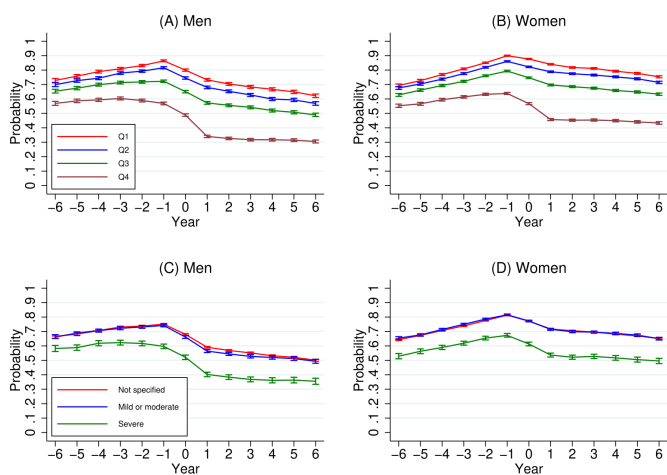 (A) Men
Probability
0 .1 .2 .3 .4 .5 .6 .7 .8 .9 1
Q1
Q2
Q3
Q4
−6 −5 −4 −3 −2 −1 0 1 2 3 4 5 6
Year
(B) Women
Probability
0 .1 .2 .3 .4 .5 .6 .7 .8 .9 1
−6 −5 −4 −3 −2 −1 0 1 2 3 4 5 6
Year
(C) Men
Probability
0 .1 .2 .3 .4 .5 .6 .7 .8 .9 1
Not specified
Mild or moderate
Severe
−6 −5 −4 −3 −2 −1 0 1 2 3 4 5 6
Year
(D) Women
Probability
0 .1 .2 .3 .4 .5 .6 .7 .8 .9 1
−6 −5 −4 −3 −2 −1 0 1 2 3 4 5 6
Year